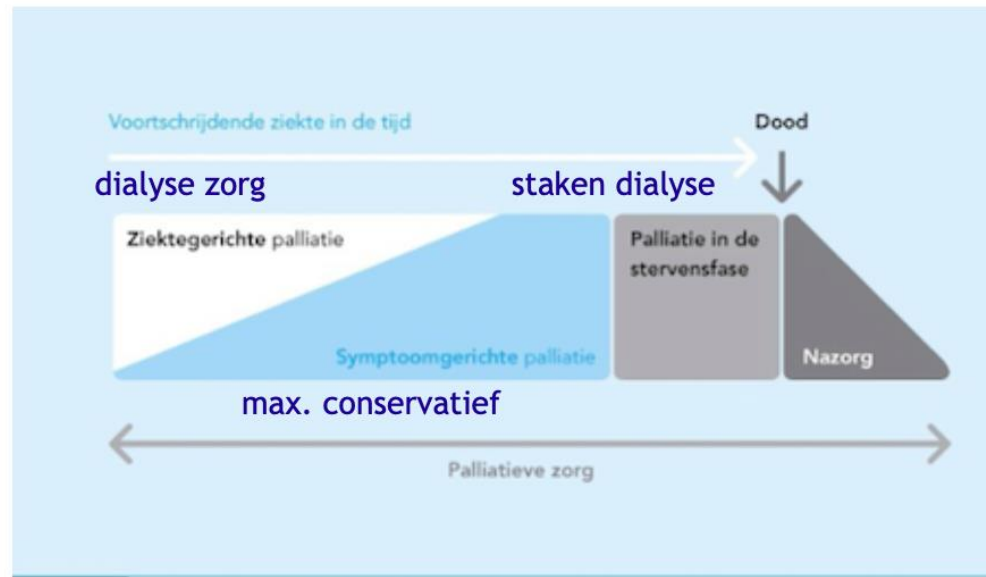 Voortschrijdende ziekte in de tijd
Dood
dialyse zorg
staken dialyse
Ziektegerichte palliatie
Palliatie in de
stervensfase
Symptoomgerichte palliatie
Nazorg
max. conservatief
Palliatieve zorg